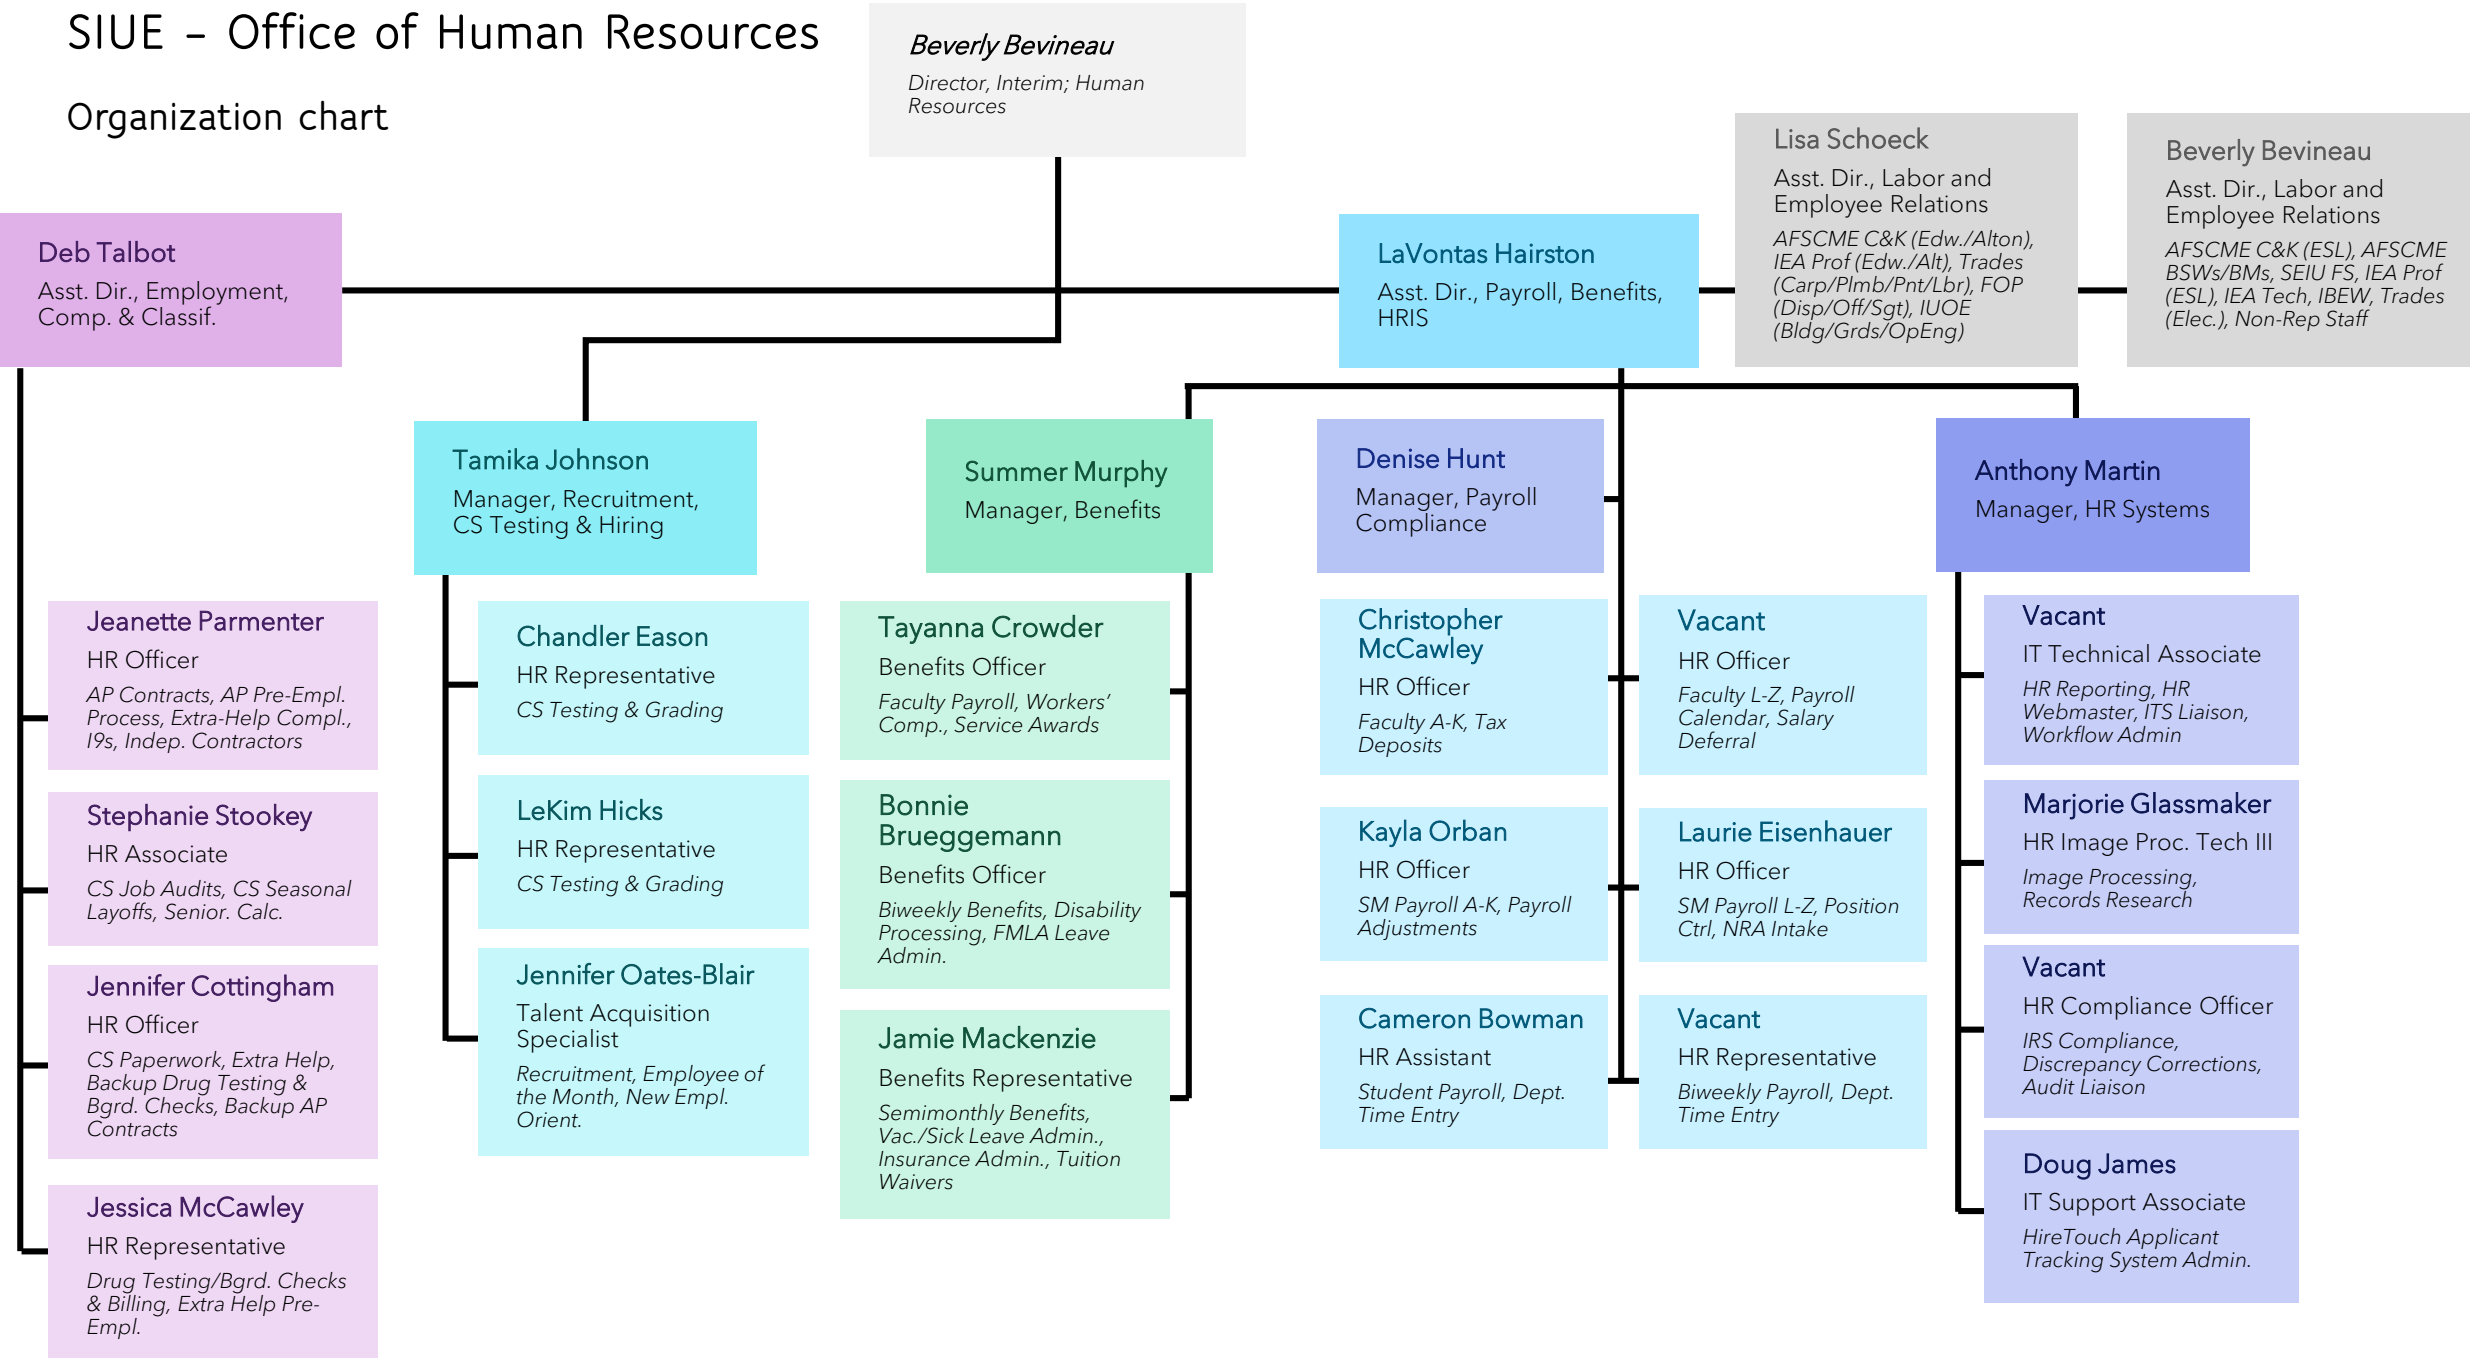 SIUE – Office of Human Resources
Organization chart
Beverly Bevineau
Director, Interim; Human
Resources
Deb Talbot
Asst. Dir., Employment,
Comp. & Classif.
LaVontas Hairston
Asst. Dir., Payroll, Benefits,
HRIS
Lisa Schoeck
Asst. Dir., Labor and
Employee Relations
AFSCME C&K (Edw./Alton),
IEA Prof (Edw./Alt), Trades
(Carp/Plmb/Pnt/Lbr), FOP
(Disp/Off/Sgt), IUOE
(Bldg/Grds/OpEng)
Beverly Bevineau
Asst. Dir., Labor and
Employee Relations
AFSCME C&K (ESL), AFSCME
BSWs/BMs, SEIU FS, IEA Prof
(ESL), IEA Tech, IBEW, Trades
(Elec.), Non-Rep Staff
Tamika Johnson
Manager, Recruitment,
CS Testing & Hiring
Summer Murphy
Manager, Benefits
Denise Hunt
Manager, Payroll
Compliance
Anthony Martin
Manager, HR Systems
Jeanette Parmenter
HR Officer
AP Contracts, AP Pre-Empl.
Process, Extra-Help Compl.,
I9s, Indep. Contractors
Stephanie Stookey
HR Associate
CS Job Audits, CS Seasonal
Layoffs, Senior. Calc.
Jennifer Cottingham
HR Officer
CS Paperwork, Extra Help,
Backup Drug Testing &
Bgrd. Checks, Backup AP
Contracts
Jessica McCawley
HR Representative
Drug Testing/Bgrd. Checks
& Billing, Extra Help Pre-
Empl.
Chandler Eason
HR Representative
CS Testing & Grading
LeKim Hicks
HR Representative
CS Testing & Grading
Jennifer Oates-Blair
Talent Acquisition
Specialist
Recruitment, Employee of
the Month, New Empl.
Orient.
Tayanna Crowder
Benefits Officer
Faculty Payroll, Workers’
Comp., Service Awards
Bonnie
Brueggemann
Benefits Officer
Biweekly Benefits, Disability
Processing, FMLA Leave
Admin.
Jamie Mackenzie
Benefits Representative
Semimonthly Benefits,
Vac./Sick Leave Admin.,
Insurance Admin., Tuition
Waivers
Christopher
McCawley
HR Officer
Faculty A-K, Tax
Deposits
Kayla Orban
HR Officer
SM Payroll A-K, Payroll
Adjustments
Cameron Bowman
HR Assistant
Student Payroll, Dept.
Time Entry
Vacant
HR Officer
Faculty L-Z, Payroll
Calendar, Salary
Deferral
Laurie Eisenhauer
HR Officer
SM Payroll L-Z, Position
Ctrl, NRA Intake
Vacant
HR Representative
Biweekly Payroll, Dept.
Time Entry
Vacant
IT Technical Associate
HR Reporting, HR
Webmaster, ITS Liaison,
Workflow Admin
Marjorie Glassmaker
HR Image Proc. Tech III
Image Processing,
Records Research
Vacant
HR Compliance Officer
IRS Compliance,
Discrepancy Corrections,
Audit Liaison
Doug James
IT Support Associate
HireTouch Applicant
Tracking System Admin.